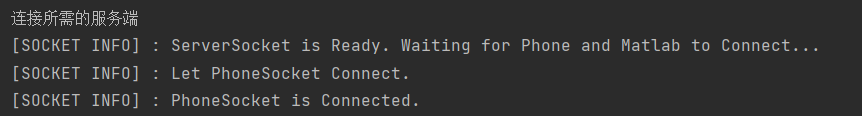 连接所需的服务端
[SOCKET INFO] : ServerSocket is Ready. Waiting for Phone and Matlab to Connect...
[SOCKET INFO] : Let PhoneSocket Connect.
[SOCKET INFO] : PhoneSocket is Connected.